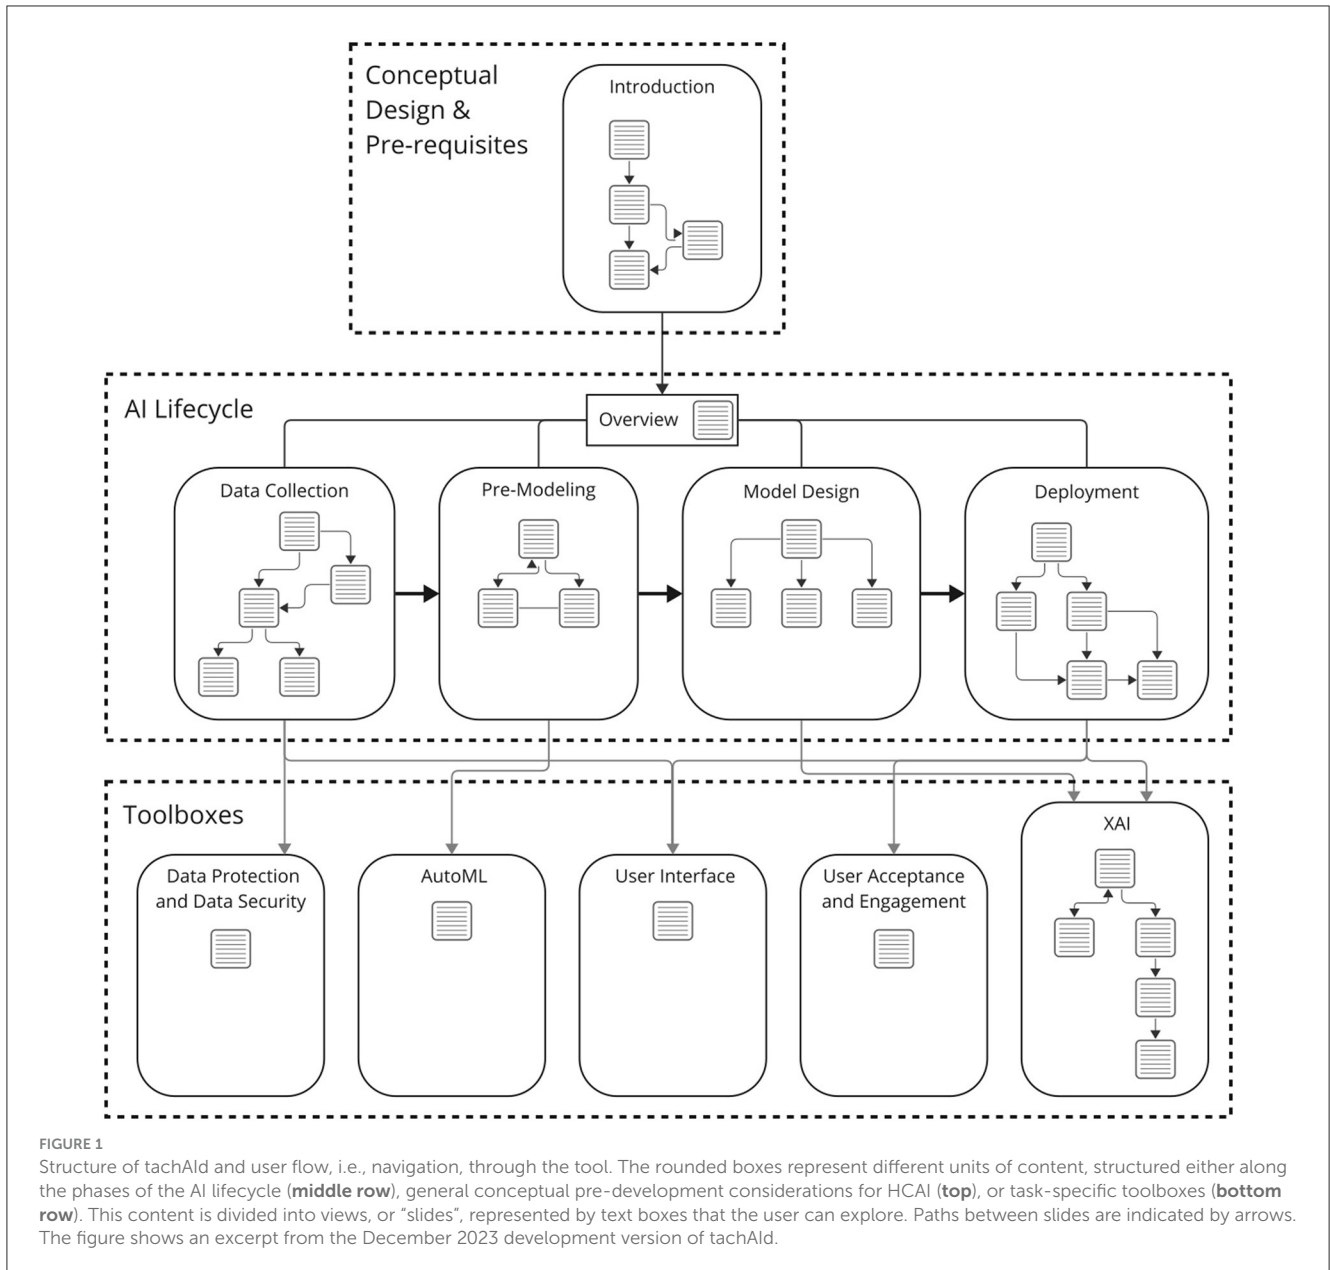 Conceptual
Design &
Pre-requisites
Introduction
AI Lifecycle
Overview
Data Collection
Pre-Modeling
Model Design
Deployment
Toolboxes
Data Protection
and Data Security
AutoML
User Interface
User Acceptance
and Engagement
XAI
FIGURE 1
Structure of tachAId and user flow, i.e., navigation, through the tool. The rounded boxes represent different units of content, structured either along
the phases of the AI lifecycle (middle row), general conceptual pre-development considerations for HCAI (top), or task-specific toolboxes (bottom
row). This content is divided into views, or “slides”, represented by text boxes that the user can explore. Paths between slides are indicated by arrows.
The figure shows an excerpt from the December 2023 development version of tachAId.